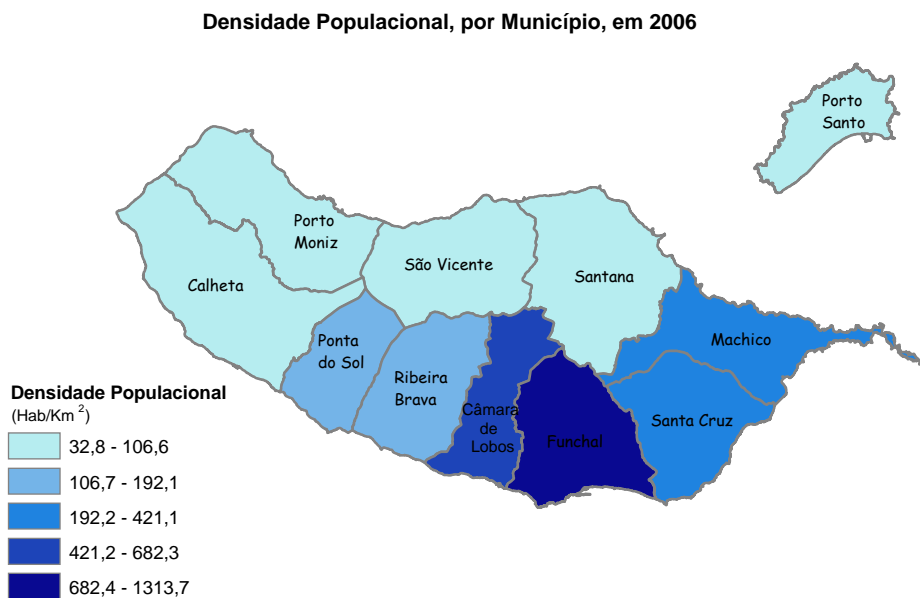 Densidade Populacional, por Município, em 2006
Porto
Santo
Porto
Moniz
São Vicente
Santana
Calheta
Machico
Ponta
do Sol
Ribeira
Brava
Câmara
de
Lobos
Funchal
Santa Cruz
Densidade Populacional
(Hab/Km²)
32,8 - 106,6
106,7 - 192,1
192,2 - 421,1
421,2 - 682,3
682,4 - 1313,7